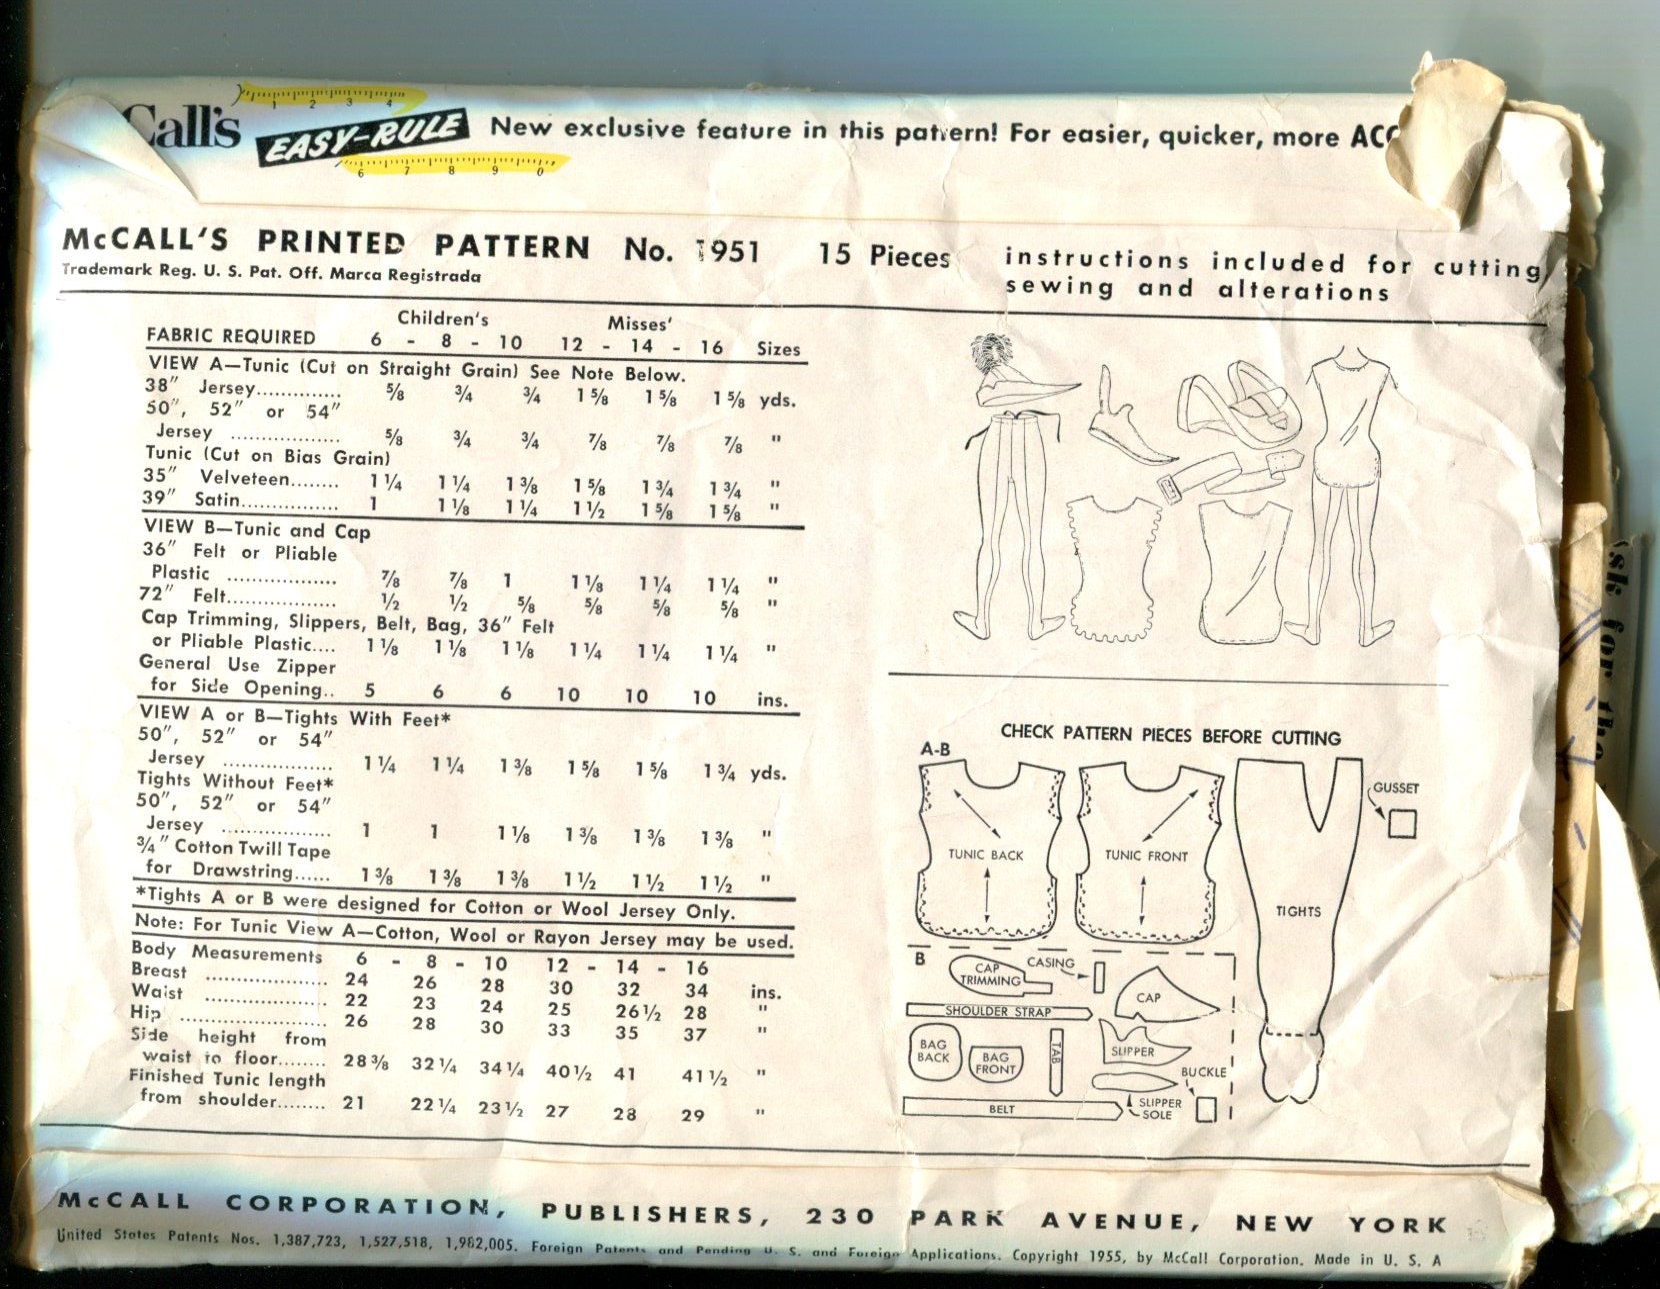 Call's EASY-RULE New exclusive feature in this pattern! For easier, quicker, more
1 2 3 4
6 7 8 9 0
McCALL'S PRINTED PATTERN No. 1951 15 Pieces
Trademark Reg. U. S. Pat. Off. Marca Registrada
instructions included for cutting
sewing and alterations
Children's Misses'
FABRIC REQUIRED 6 - 8 - 10 12 - 14 - 16 Sizes
VIEW A—Tunic (Cut on Straight Grain) See Note Below.
38" Jersey.............. 5/8 3/4 3/4 1 5/8 1 5/8 1 5/8 yds.
50", 52" or 54"
Jersey .................. 5/8 3/4 3/4 7/8 7/8 7/8 "
Tunic (Cut on Bias Grain)
35" Velveteen........ 1 1/4 1 1/4 1 3/8 1 5/8 1 3/4 1 3/4 "
39" Satin................ 1 1 1/8 1 1/4 1 1/2 1 5/8 1 5/8 "
VIEW B—Tunic and Cap
36" Felt or Pliable
Plastic .................. 7/8 7/8 1 1 1/8 1 1/4 1 1/4 "
72" Felt.................. 1/2 1/2 5/8 5/8 5/8 5/8 "
Cap Trimming, Slippers, Belt, Bag, 36" Felt
or Pliable Plastic.... 1 1/8 1 1/8 1 1/8 1 1/4 1 1/4 1 1/4 "
General Use Zipper
for Side Opening.. 5 6 6 10 10 10 ins.
VIEW A or B—Tights With Feet*
50", 52" or 54"
Jersey .................. 1 1/4 1 1/4 1 3/8 1 5/8 1 5/8 1 3/4 yds.
Tights Without Feet*
50", 52" or 54"
Jersey .................. 1 1 1 1/8 1 3/8 1 3/8 1 3/8 "
3/4" Cotton Twill Tape
for Drawstring...... 1 3/8 1 3/8 1 3/8 1 1/2 1 1/2 1 1/2 "
*Tights A or B were designed for Cotton or Wool Jersey Only.
Note: For Tunic View A—Cotton, Wool or Rayon Jersey may be used.
Body Measurements 6 - 8 - 10 12 - 14 - 16
Breast .................... 24 26 28 30 32 34 ins.
Waist .................... 22 23 24 25 26 1/2 28 "
Hip ........................ 26 28 30 33 35 37 "
Side height from
waist to floor........ 28 3/8 32 1/4 34 1/4 40 1/2 41 41 1/2 "
Finished Tunic length
from shoulder........ 21 22 1/4 23 1/2 27 28 29 "
CHECK PATTERN PIECES BEFORE CUTTING
A-B
TUNIC BACK
TUNIC FRONT
TIGHTS
GUSSET
B
CAP
TRIMMING
CASING
CAP
SHOULDER STRAP
BAG
BACK
BAG
FRONT
TAB
SLIPPER
BUCKLE
BELT
SLIPPER
SOLE
McCALL CORPORATION, PUBLISHERS, 230 PARK AVENUE, NEW YORK
United States Patents Nos. 1,387,723, 1,527,518, 1,982,005. Foreign Patents and Pending U. S. and Foreign Applications. Copyright 1955, by McCall Corporation. Made in U. S. A